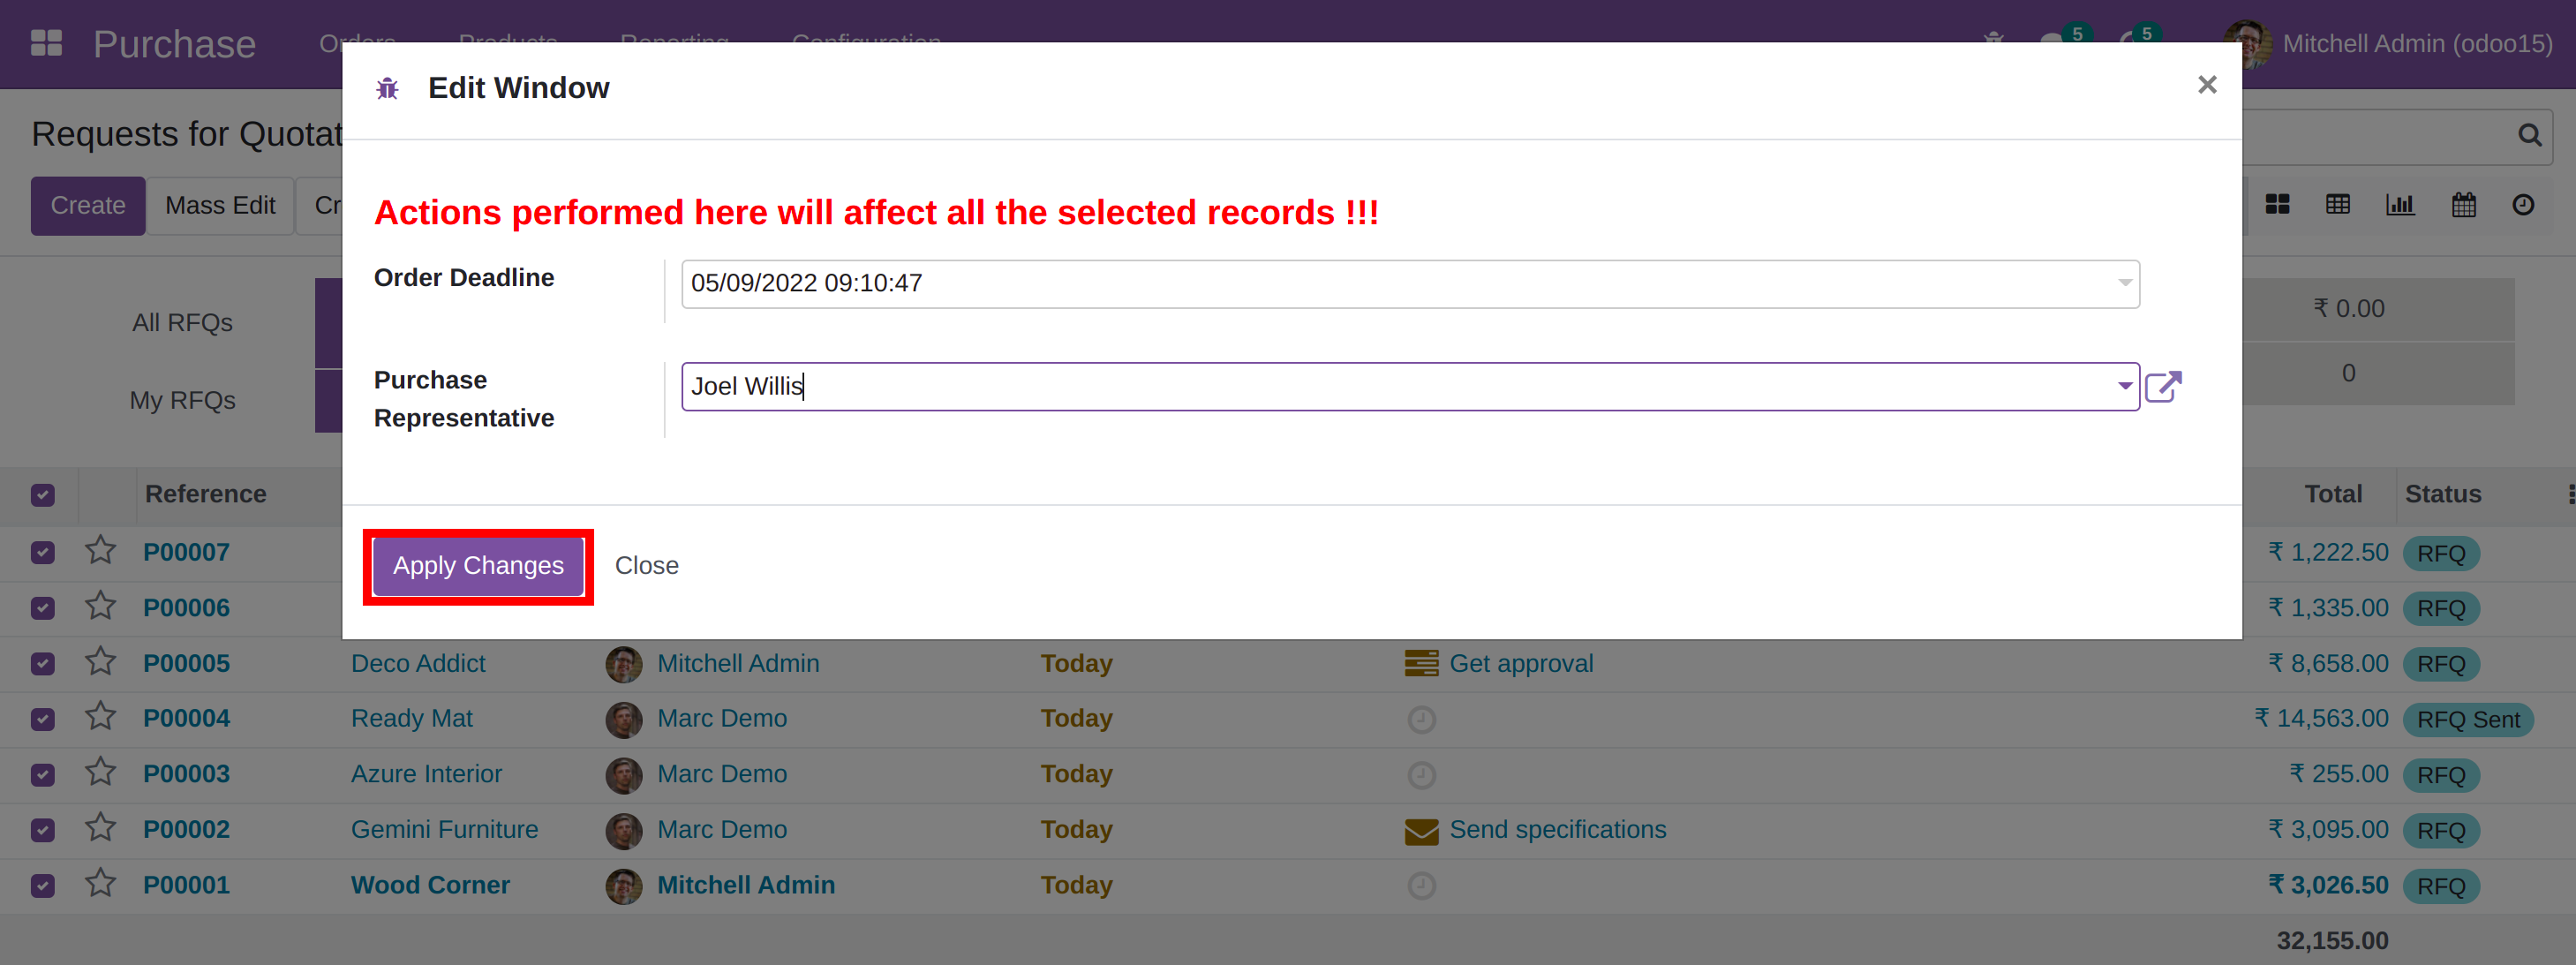 Purchase
5
5
Mitchell Admin (odoo15)
Edit Window
×
Requests for
Create
Mass Edit
Actions performed here will affect all the selected records !!!
Order Deadline
05/09/2022 09:10:47
All RFQs
₹ 0.00
Purchase
Representative
Joel Willis
My RFQs
0
Reference
Total
Status
P00007
₹ 1,222.50
RFQ
Apply Changes
Close
P00006
₹ 1,335.00
RFQ
P00005
Deco Addict
Mitchell Admin
Today
Get approval
₹ 8,658.00
RFQ
P00004
Ready Mat
Marc Demo
Today
₹ 14,563.00
RFQ Sent
P00003
Azure Interior
Marc Demo
Today
₹ 255.00
RFQ
P00002
Gemini Furniture
Marc Demo
Today
Send specifications
₹ 3,095.00
RFQ
P00001
Wood Corner
Mitchell Admin
Today
₹ 3,026.50
RFQ
32,155.00